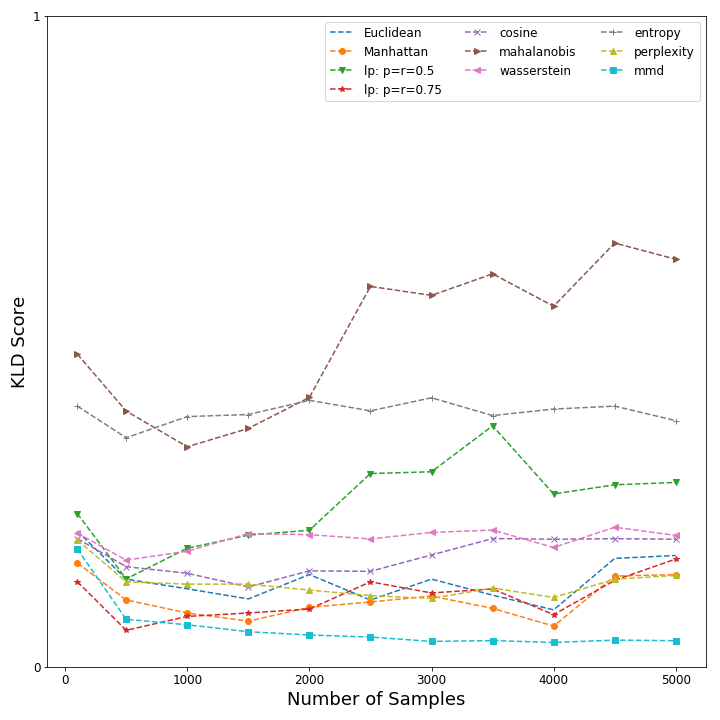 1
Euclidean
Manhattan
lp: p=r=0.5
lp: p=r=0.75
cosine
mahalanobis
wasserstein
entropy
perplexity
mmd
KLD Score
0
0 1000 2000 3000 4000 5000
Number of Samples